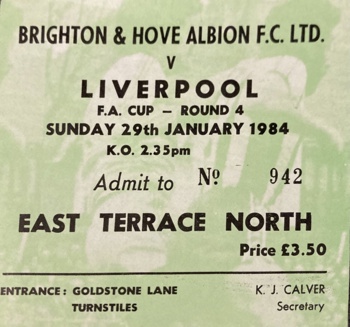 BRIGHTON & HOVE ALBION F.C. LTD.
V
LIVERPOOL
F.A. CUP – ROUND 4
SUNDAY 29th JANUARY 1984
K.O. 2.35pm
Admit to Nº 942
EAST TERRACE NORTH
Price £3.50
ENTRANCE : GOLDSTONE LANE K. J. CALVER
TURNSTILES Secretary